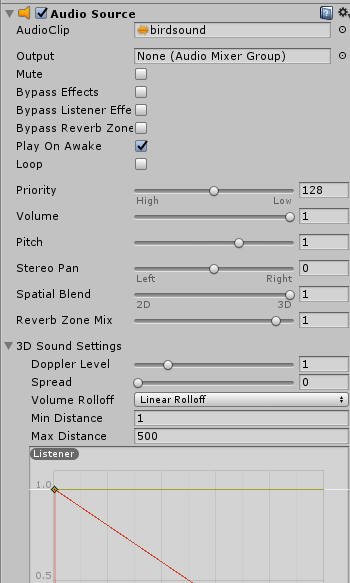 Audio Source
AudioClip birdsound
Output None (Audio Mixer Group)
Mute
Bypass Effects
Bypass Listener Effe
Bypass Reverb Zone
Play On Awake
Loop
Priority 128
High Low
Volume 1
Pitch 1
Stereo Pan 0
Left Right
Spatial Blend 1
2D 3D
Reverb Zone Mix 1
3D Sound Settings
Doppler Level 1
Spread 0
Volume Rolloff Linear Rolloff
Min Distance 1
Max Distance 500
Listener
1.0
0.5